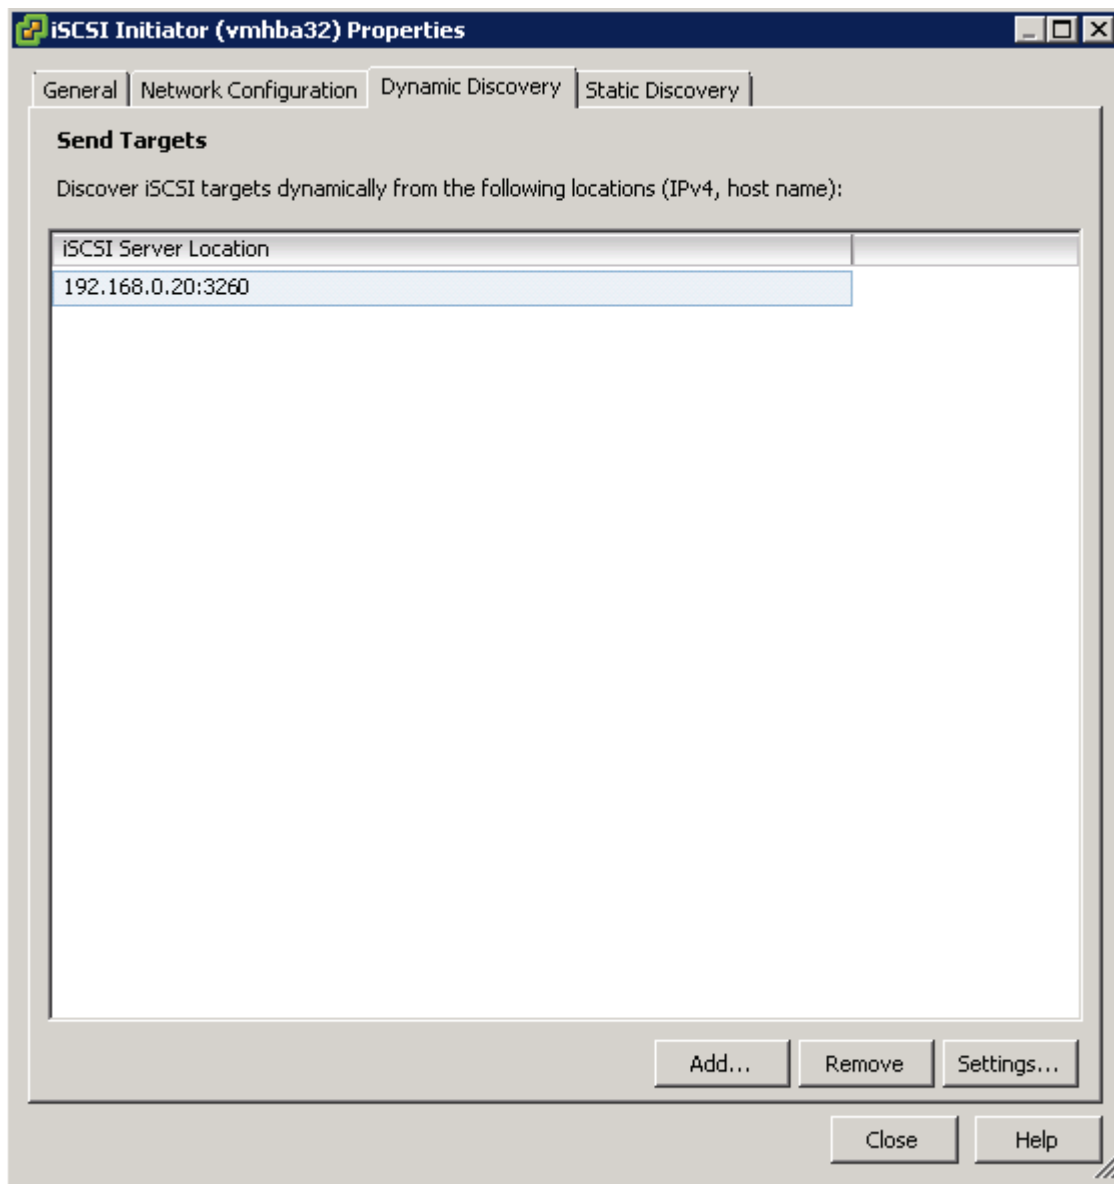 iSCSI Initiator (vmhba32) Properties
General Network Configuration Dynamic Discovery Static Discovery
Send Targets
Discover iSCSI targets dynamically from the following locations (IPv4, host name):
iSCSI Server Location
192.168.0.20:3260
Add... Remove Settings...
Close Help